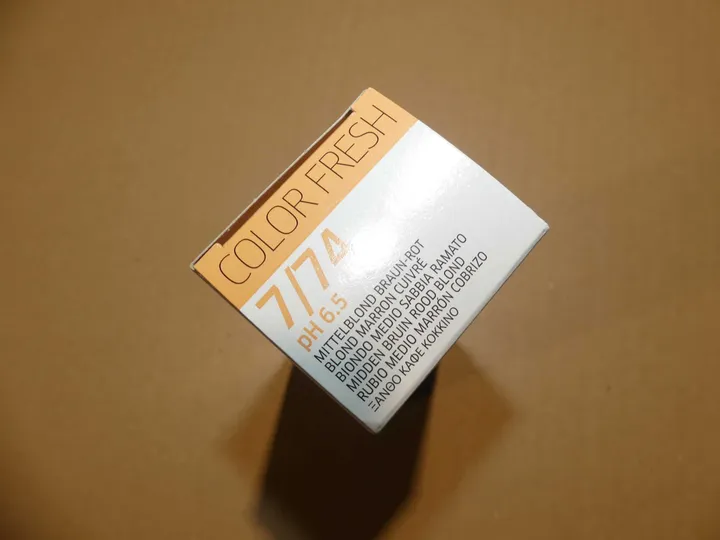 COLOR FRESH
7/74
pH 6.5
MITTELBLOND BRAUN-ROT
BLOND MARRON CUIVRÉ
BIONDO MEDIO SABBIA RAMATO
MIDDEN BRUIN ROOD BLOND
RUBIO MEDIO MARRÓN COBRIZO
ΞΑΝΘΟ ΚΑΦΕ ΚΟΚΚΙΝΟ